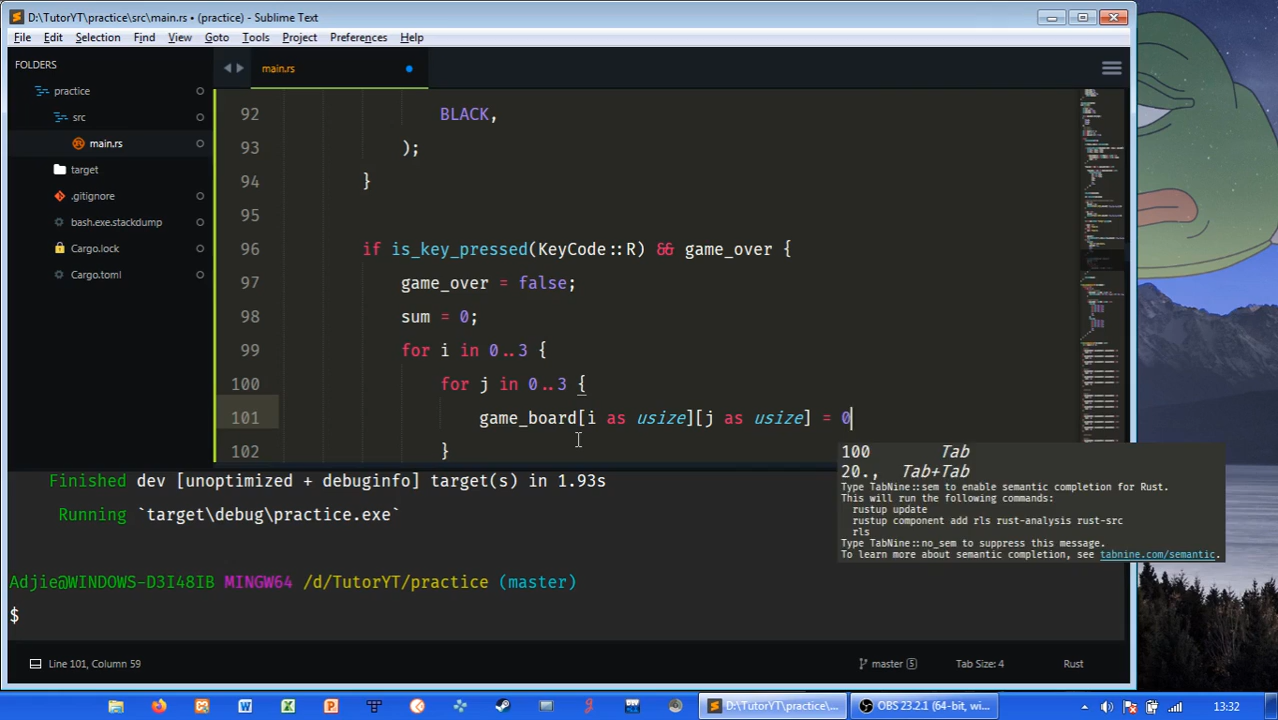 D:\TutorYT\practice\src\main.rs • (practice) - Sublime Text
File Edit Selection Find View Goto Tools Project Preferences Help
FOLDERS
practice
src
main.rs
target
.gitignore
bash.exe.stackdump
Cargo.lock
Cargo.toml
main.rs
92 BLACK,
93 );
94 }
95
96 if is_key_pressed(KeyCode::R) && game_over {
97 game_over = false;
98 sum = 0;
99 for i in 0..3 {
100 for j in 0..3 {
101 game_board[i as usize][j as usize] = 0
102 }
100 Tab
20., Tab+Tab
Type TabNine::sem to enable semantic completion for Rust.
This will run the following commands:
rustup update
rustup component add rls rust-analysis rust-src
rls
Type TabNine::no_sem to suppress this message.
To learn more about semantic completion, see tabnine.com/semantic.
Finished dev [unoptimized + debuginfo] target(s) in 1.93s
Running `target\debug\practice.exe`
Adjie@WINDOWS-D3I48IB MINGW64 /d/TutorYT/practice (master)
$
Line 101, Column 59
master 5
Tab Size: 4
Rust
D:\TutorYT\practice\...
OBS 23.2.1 (64-bit, wi...
13:32